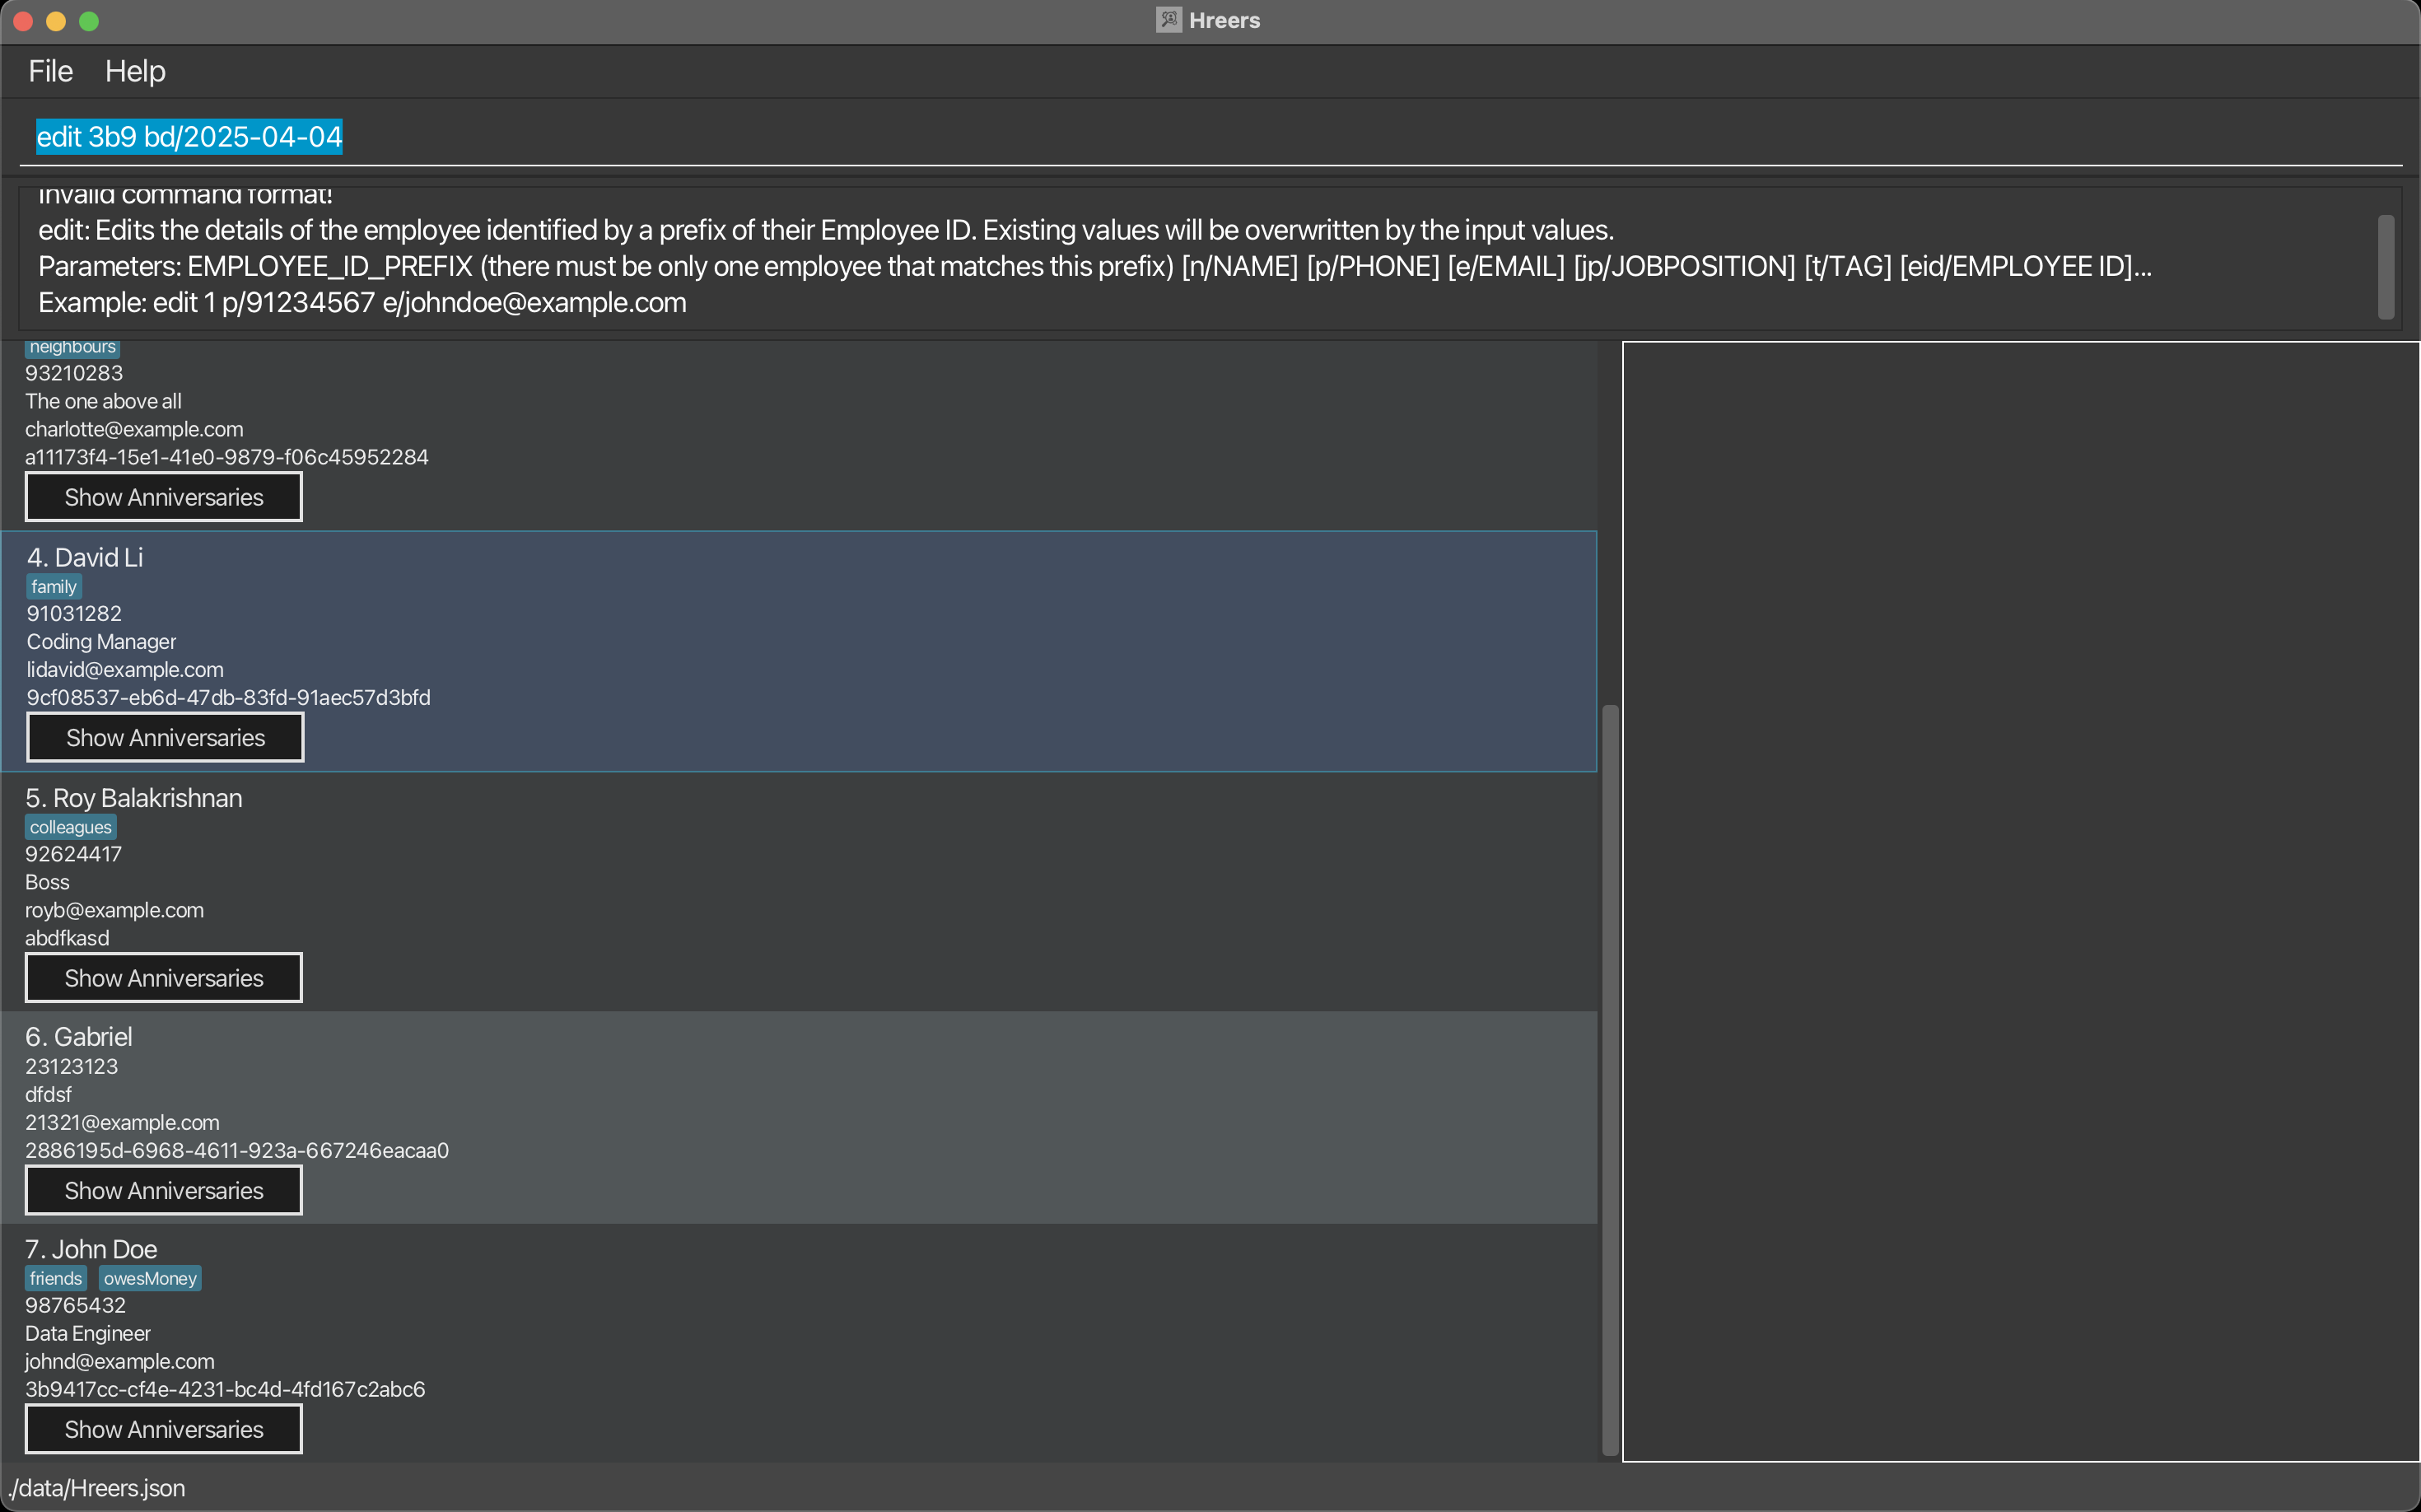 Hreers
File Help
edit 3b9 bd/2025-04-04
Invalid command format!
edit: Edits the details of the employee identified by a prefix of their Employee ID. Existing values will be overwritten by the input values.
Parameters: EMPLOYEE_ID_PREFIX (there must be only one employee that matches this prefix) [n/NAME] [p/PHONE] [e/EMAIL] [jp/JOBPOSITION] [t/TAG] [eid/EMPLOYEE ID]...
Example: edit 1 p/91234567 e/johndoe@example.com
neighbours
93210283
The one above all
charlotte@example.com
a11173f4-15e1-41e0-9879-f06c45952284
Show Anniversaries
4. David Li
family
91031282
Coding Manager
lidavid@example.com
9cf08537-eb6d-47db-83fd-91aec57d3bfd
Show Anniversaries
5. Roy Balakrishnan
colleagues
92624417
Boss
royb@example.com
abdfkasd
Show Anniversaries
6. Gabriel
23123123
dfdsf
21321@example.com
2886195d-6968-4611-923a-667246eacaa0
Show Anniversaries
7. John Doe
friends owesMoney
98765432
Data Engineer
johnd@example.com
3b9417cc-cf4e-4231-bc4d-4fd167c2abc6
Show Anniversaries
./data/Hreers.json